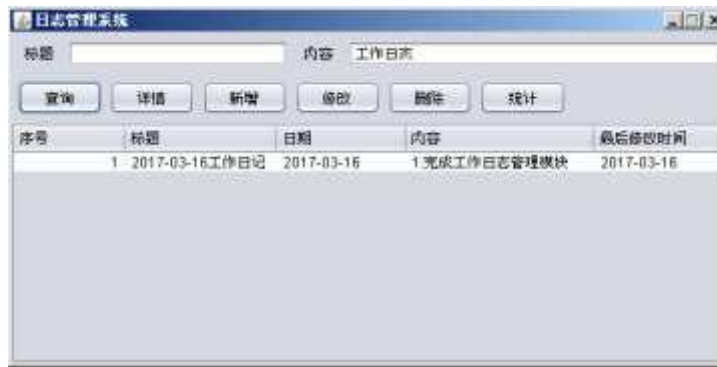 日志管理系统
标题 内容 工作日志
查询 详情 新增 修改 删除 统计
序号 标题 日期 内容 最后修改时间
1 2017-03-16工作日记 2017-03-16 1.完成工作日志管理模块 2017-03-16